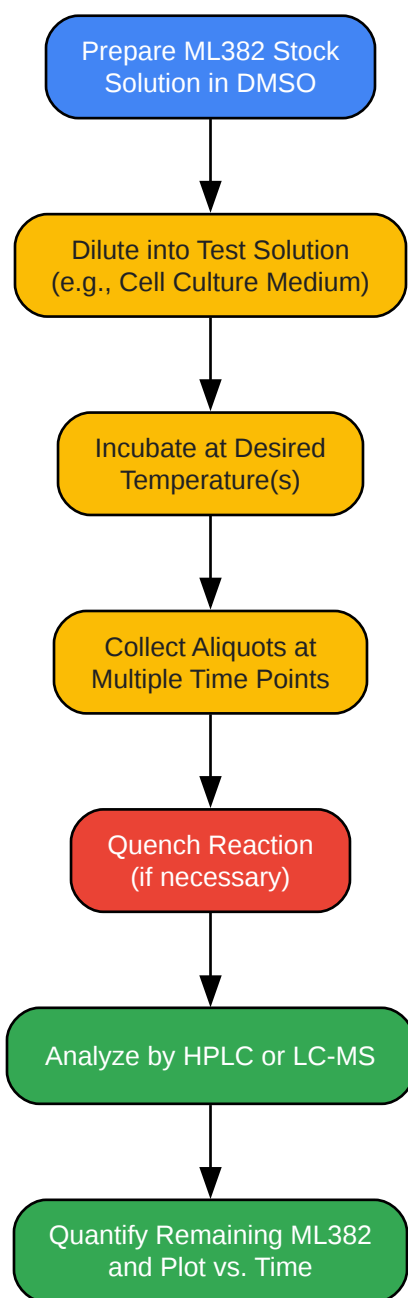 Prepare ML382 Stock
Solution in DMSO
Dilute into Test Solution
(e.g., Cell Culture Medium)
Incubate at Desired
Temperature(s)
Collect Aliquots at
Multiple Time Points
Quench Reaction
(if necessary)
Analyze by HPLC or LC-MS
Quantify Remaining ML382
and Plot vs. Time